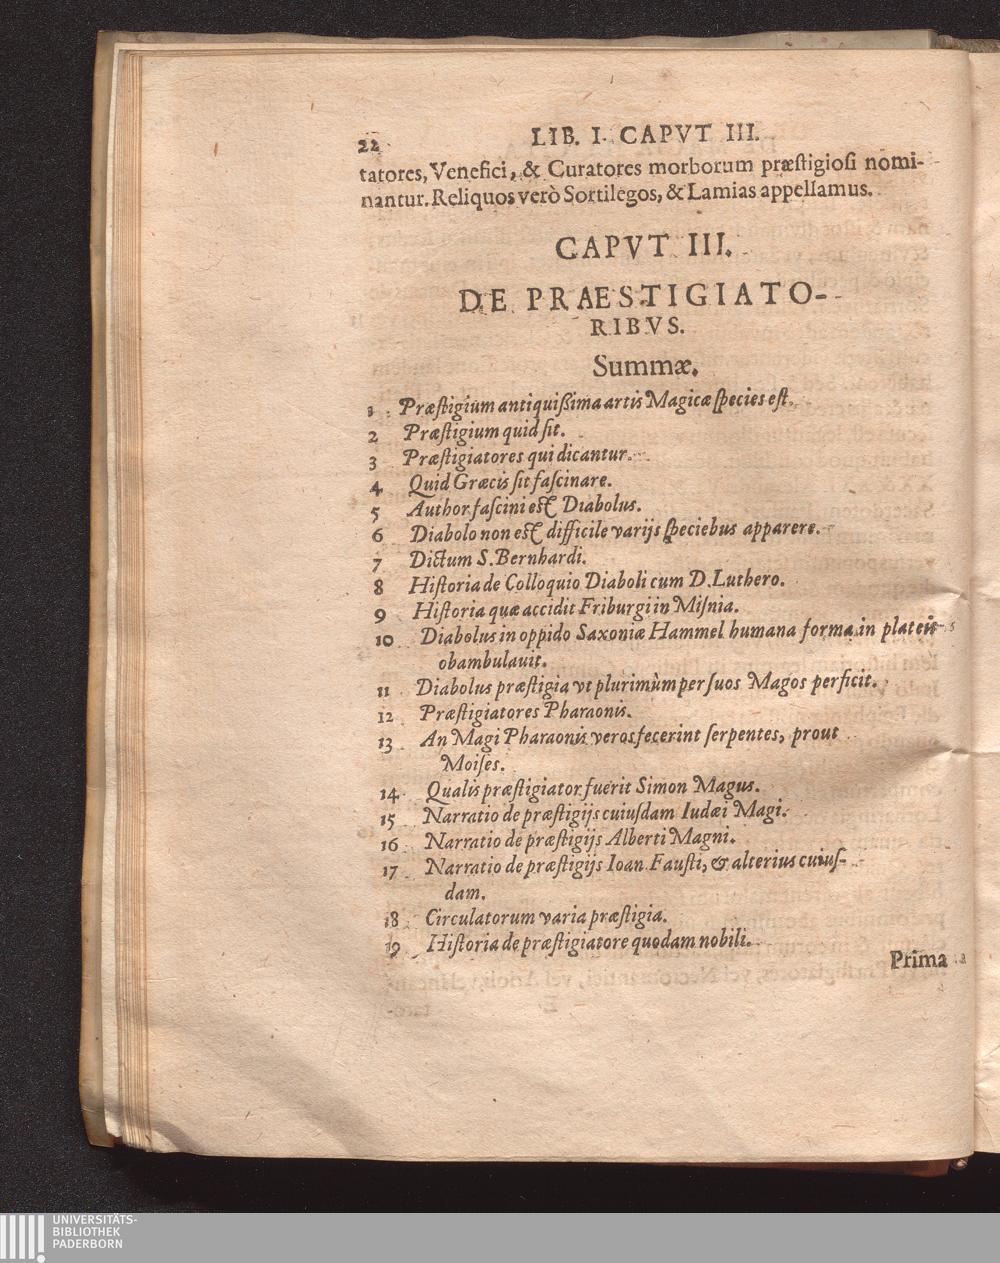 22 LIB. I. CAPVT III.
tatores, Venefici, & Curatores morborum præstigiosi nomi-
nantur. Reliquos verò Sortilegos, & Lamias appellamus.
CAPVT III.
DE PRAESTIGIATO-
RIBVS.
Summæ.
1 Præstigium antiquißima artis Magicæ species est.
2 Præstigium quid sit.
3 Præstigiatores qui dicantur.
4 Quid Græcis sit fascinare.
5 Author fascini est Diabolus.
6 Diabolo non est difficile varijs speciebus apparere.
7 Dictum S. Bernhardi.
8 Historia de Colloquio Diaboli cum D. Luthero.
9 Historia quæ accidit Friburgi in Misnia.
10 Diabolus in oppido Saxoniæ Hammel humana forma in plateis
obambulauit.
11 Diabolus præstigia vt plurimùm per suos Magos perficit.
12 Præstigiatores Pharaonis.
13 An Magi Pharaonis veros fecerint serpentes, prout
Moises.
14 Qualis præstigiator fuerit Simon Magus.
15 Narratio de præstigijs cuiusdam Iudæi Magi.
16 Narratio de præstigijs Alberti Magni.
17 Narratio de præstigijs Ioan. Fausti, & alterius cuius-
dam.
18 Circulatorum varia præstigia.
19 Historia de præstigiatore quodam nobili.
Prima
UNIVERSITÄTS-
BIBLIOTHEK
PADERBORN